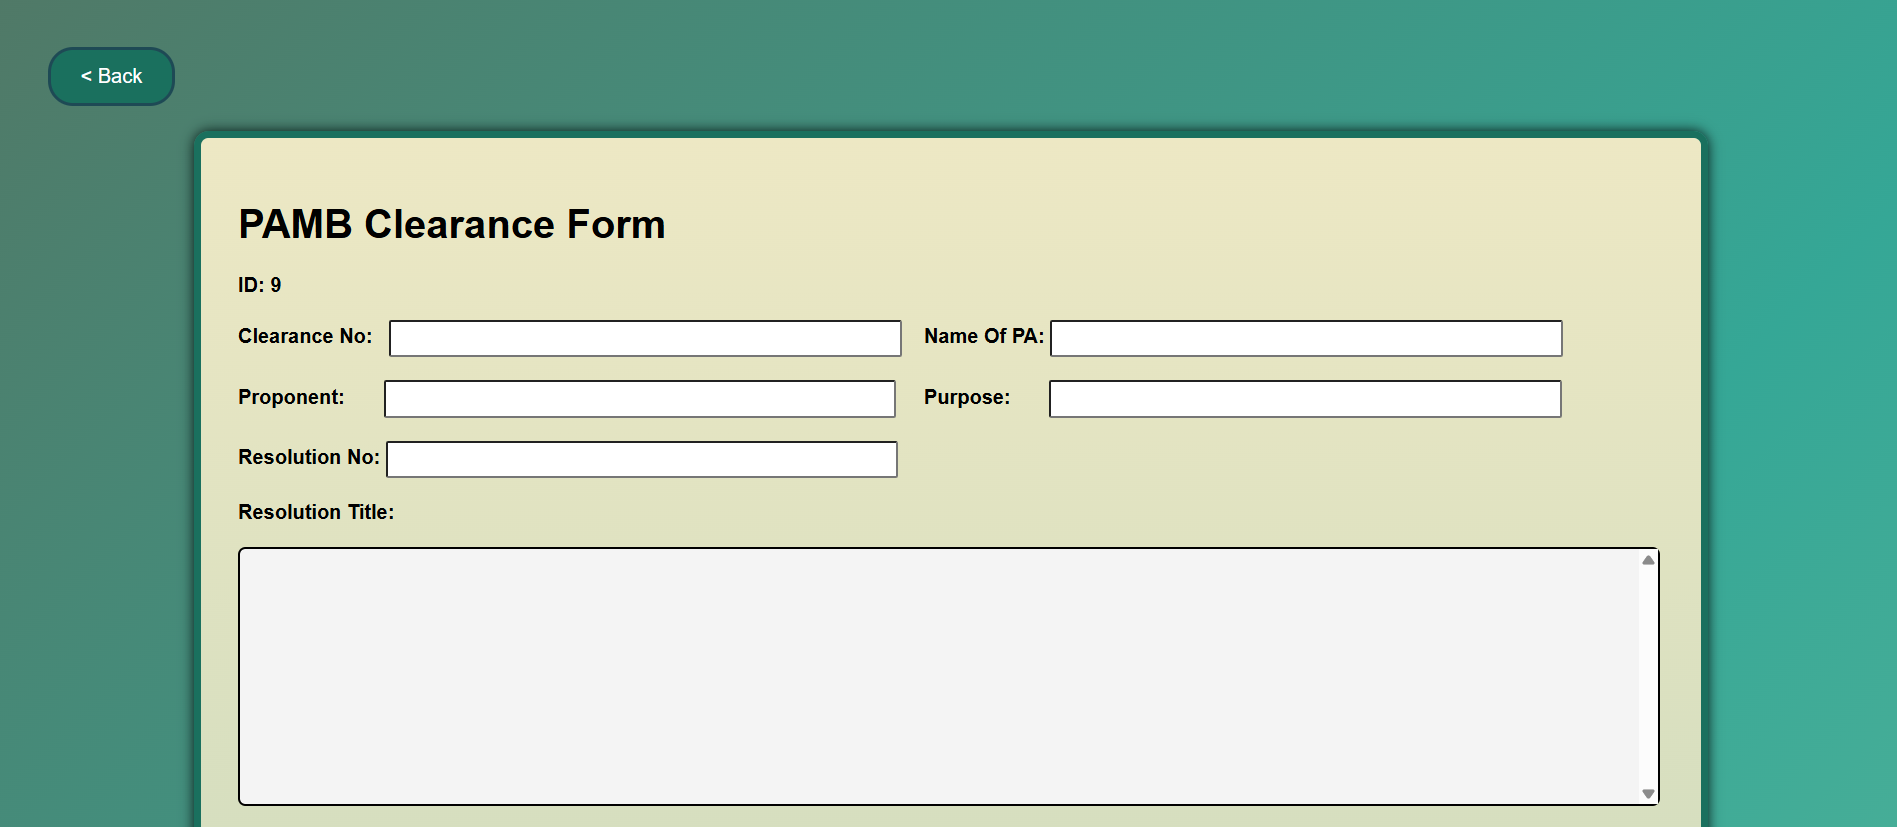 < Back
PAMB Clearance Form
ID: 9
Clearance No: Name Of PA:
Proponent: Purpose:
Resolution No:
Resolution Title: